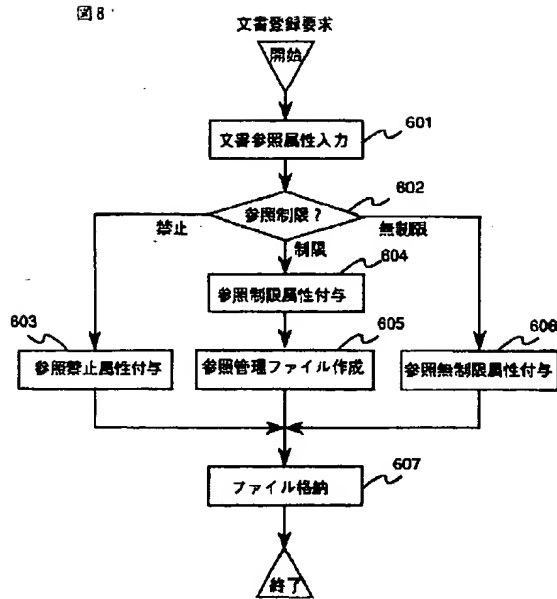 図8
文書登録要求
開始
601
文書参照属性入力
602
参照制限?
禁止
無制限
制限
604
参照制限属性付与
603
605
606
参照禁止属性付与
参照管理ファイル作成
参照無制限属性付与
607
ファイル格納
終了